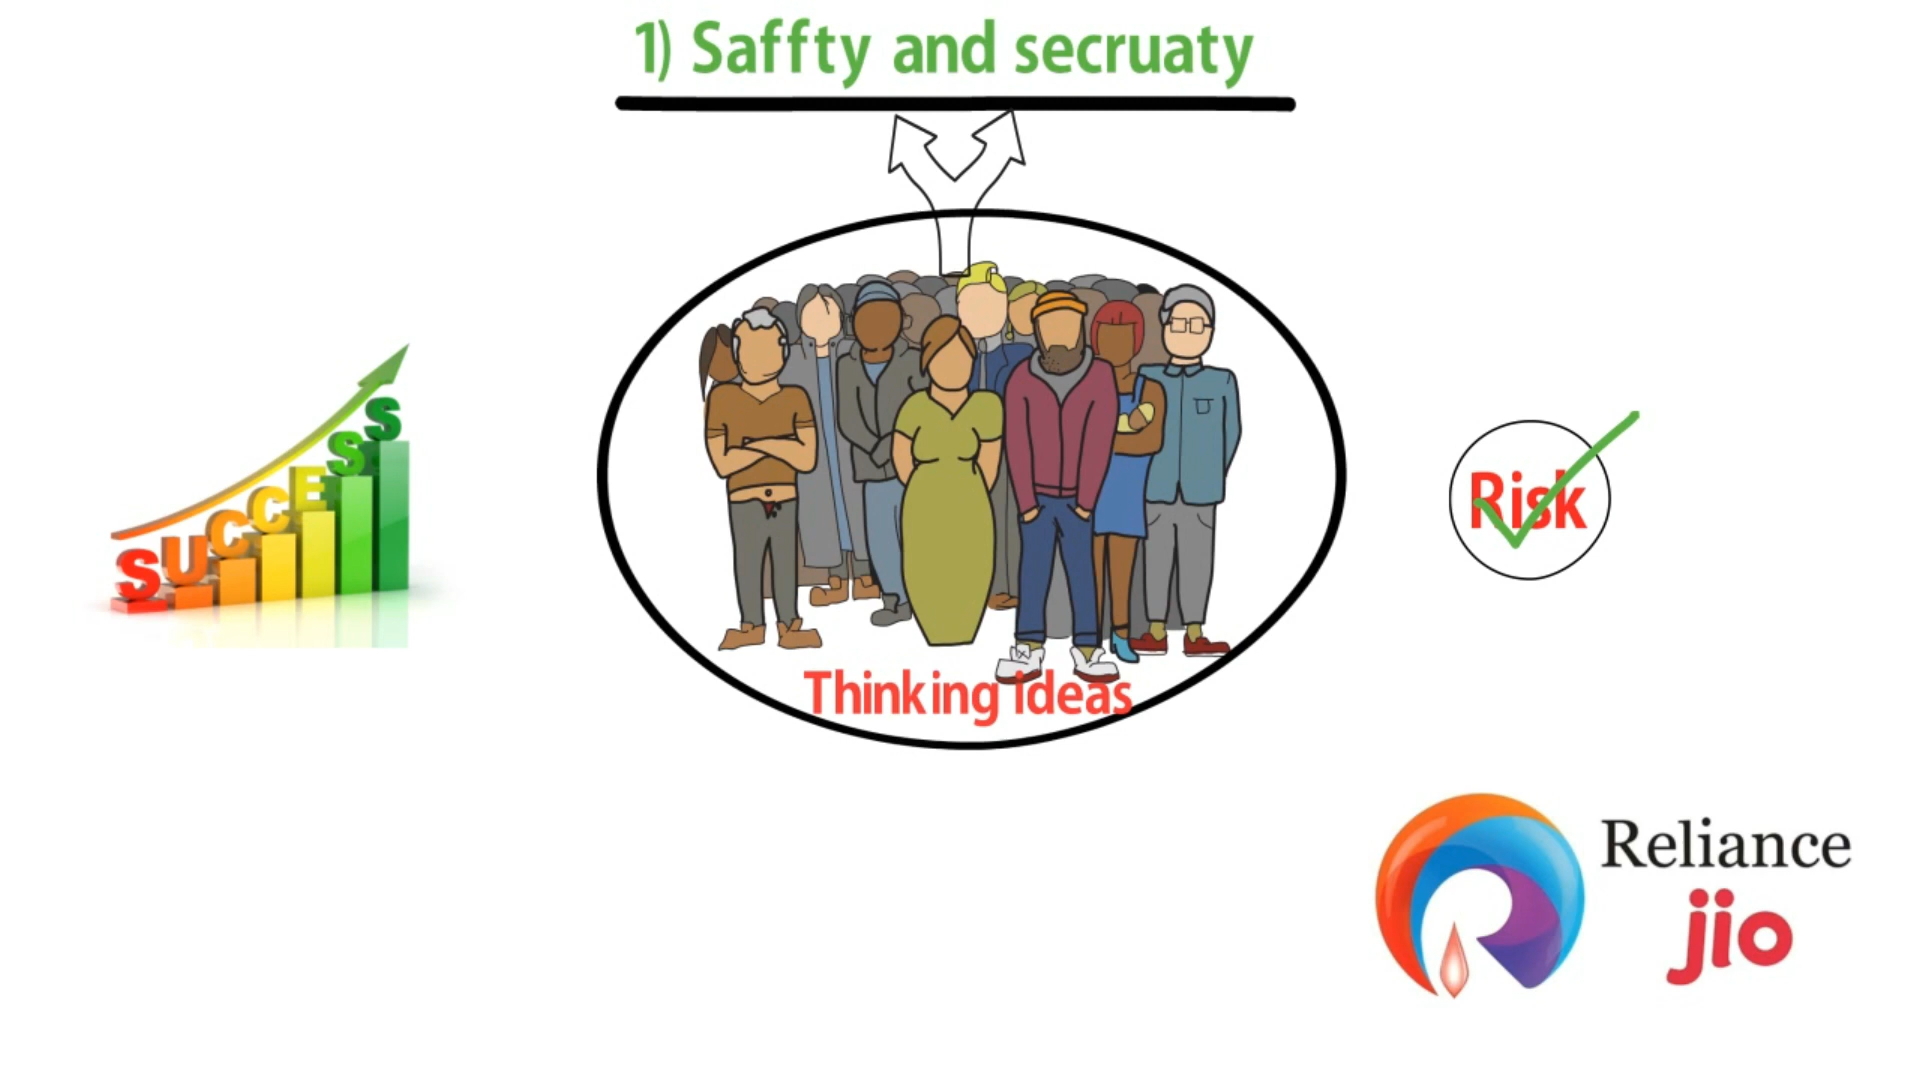 1) Saffty and secruaty
SUCCESS
Risk
Thinking ideas
Reliance
jio